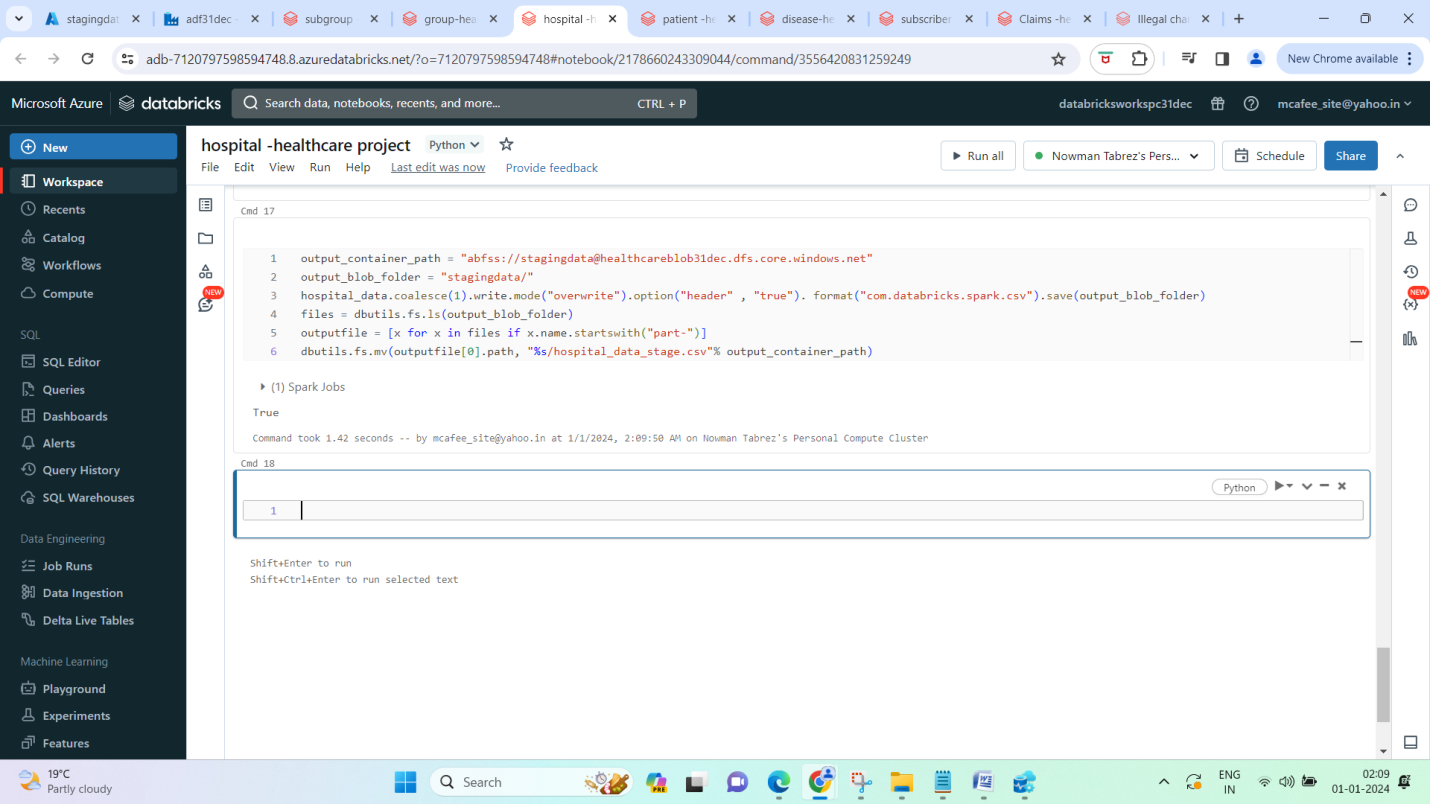 stagingdat
adf31dec -
subgroup -
group-hea
hospital -h
patient -he
disease-he
subscriber
Claims -he
Illegal char
adb-7120797598594748.8.azuredatabricks.net/?o=7120797598594748#notebook/2178660243309044/command/3556420831259249
New Chrome available
Microsoft Azure
databricks
Search data, notebooks, recents, and more...
CTRL + P
databricksworkspc31dec
mcafee_site@yahoo.in
New
Workspace
Recents
Catalog
Workflows
Compute
SQL
SQL Editor
Queries
Dashboards
Alerts
Query History
SQL Warehouses
Data Engineering
Job Runs
Data Ingestion
Delta Live Tables
Machine Learning
Playground
Experiments
Features
hospital -healthcare project
Python
File Edit View Run Help Last edit was now Provide feedback
Run all
Nowman Tabrez's Pers...
Schedule
Share
NEW
NEW
Cmd 17
1 output_container_path = "abfss://stagingdata@healthcareblob31dec.dfs.core.windows.net"
2 output_blob_folder = "stagingdata/"
3 hospital_data.coalesce(1).write.mode("overwrite").option("header" , "true"). format("com.databricks.spark.csv").save(output_blob_folder)
4 files = dbutils.fs.ls(output_blob_folder)
5 outputfile = [x for x in files if x.name.startswith("part-")]
6 dbutils.fs.mv(outputfile[0].path, "%s/hospital_data_stage.csv"% output_container_path)
(1) Spark Jobs
True
Command took 1.42 seconds -- by mcafee_site@yahoo.in at 1/1/2024, 2:09:50 AM on Nowman Tabrez's Personal Compute Cluster
Cmd 18
Python
1
Shift+Enter to run
Shift+Ctrl+Enter to run selected text
19°C
Partly cloudy
Search
PRE
ENG
IN
02:09
01-01-2024